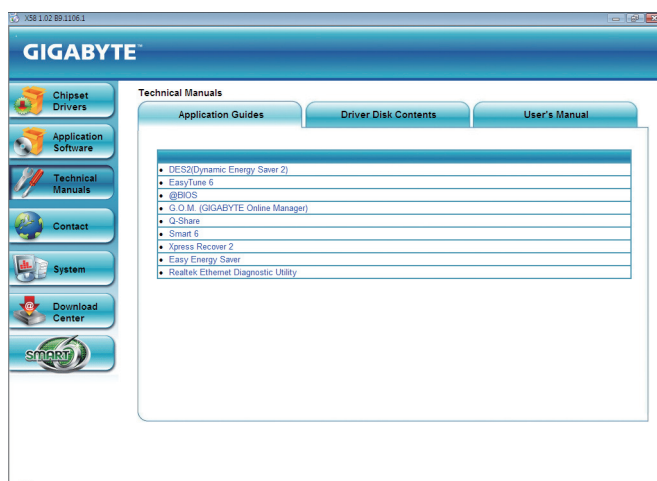 X58 1.02 B9.1106.1
GIGABYTE™
Chipset
Drivers
Application
Software
Technical
Manuals
Contact
System
Download
Center
SMART 6
Technical Manuals
Application Guides
Driver Disk Contents
User's Manual
DES2(Dynamic Energy Saver 2)
EasyTune 6
@BIOS
G.O.M. (GIGABYTE Online Manager)
Q-Share
Smart 6
Xpress Recover 2
Easy Energy Saver
Realtek Ethernet Diagnostic Utility